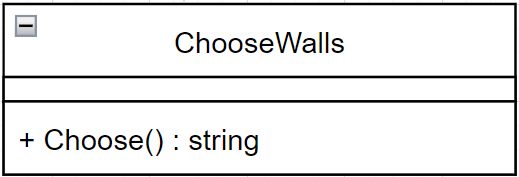 ChooseWalls
+ Choose() : string